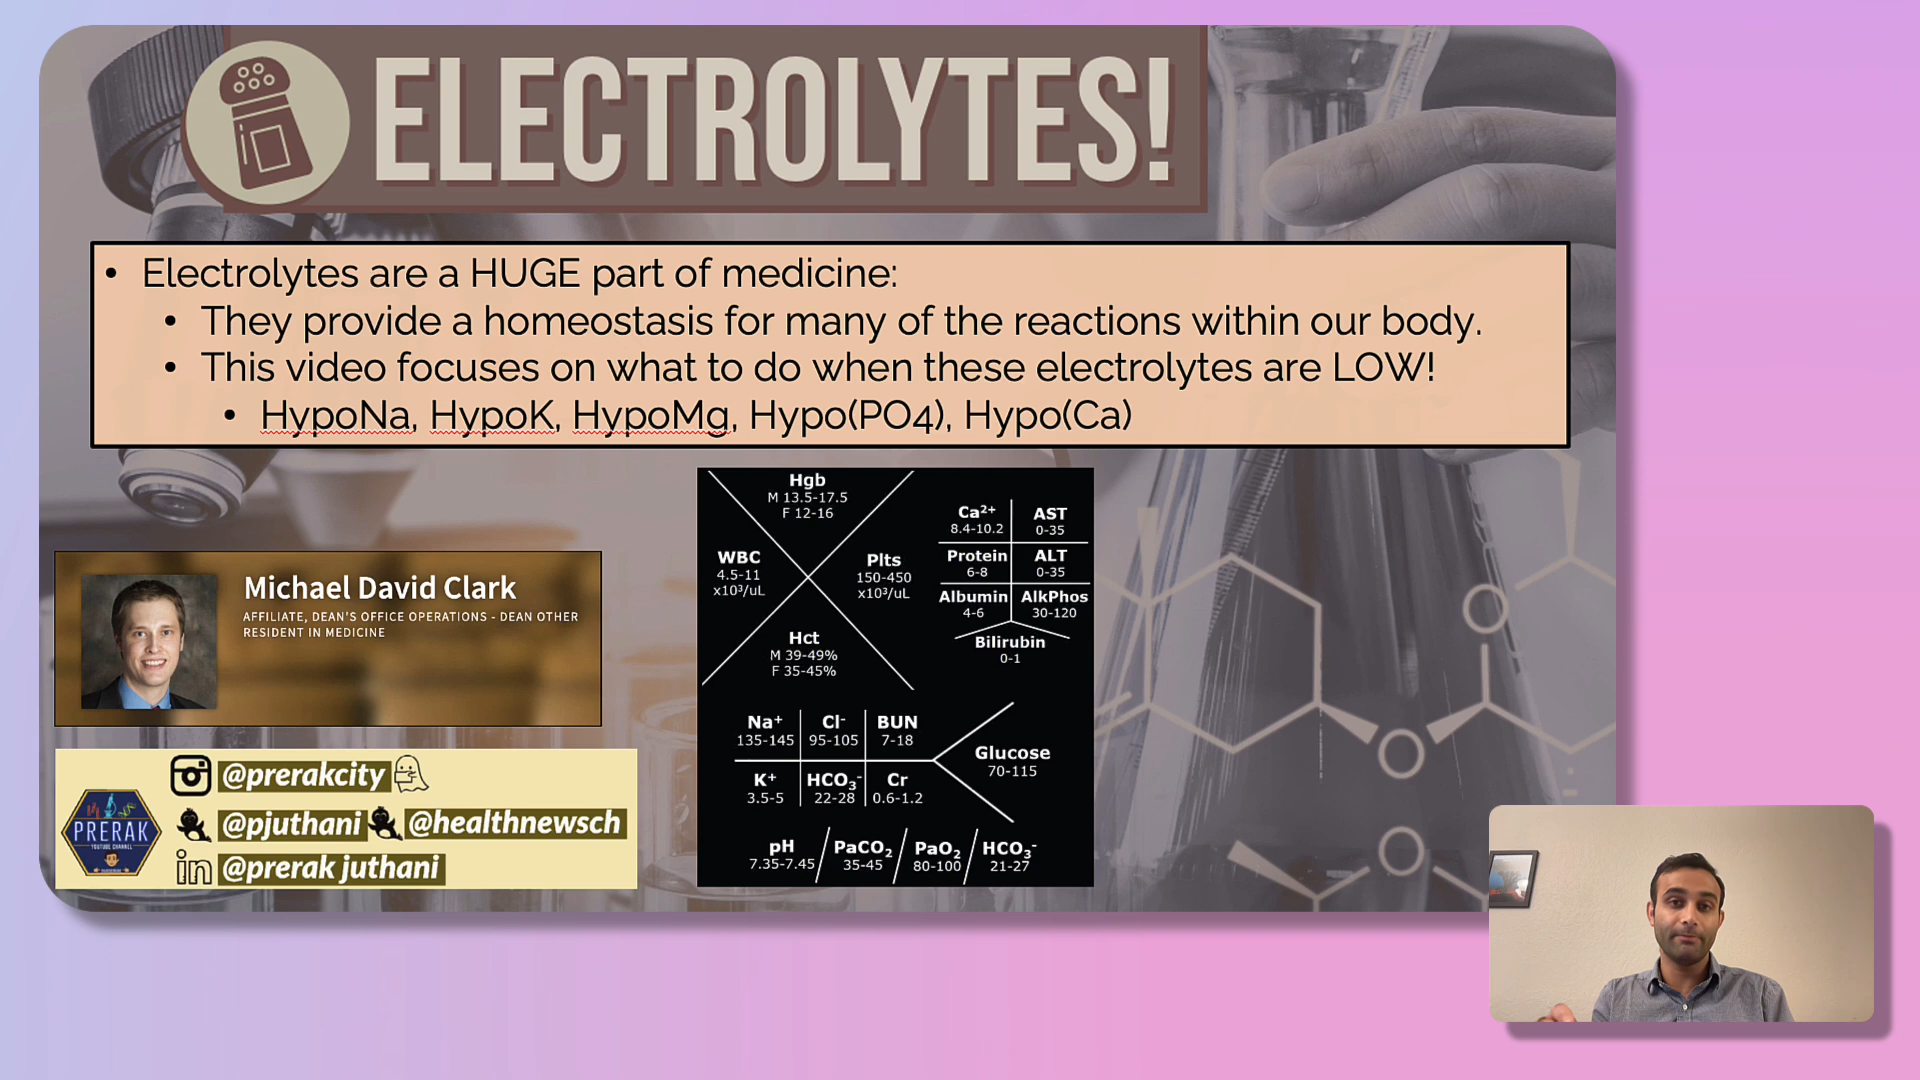 ELECTROLYTES!
• Electrolytes are a HUGE part of medicine:
• They provide a homeostasis for many of the reactions within our body.
• This video focuses on what to do when these electrolytes are LOW!
• HypoNa, HypoK, HypoMg, Hypo(PO4), Hypo(Ca)
Michael David Clark
AFFILIATE, DEAN'S OFFICE OPERATIONS - DEAN OTHER
RESIDENT IN MEDICINE
@prerakcity
@pjuthani @healthnewsch
in @prerak juthani
PRERAK
YOUTUBE CHANNEL
Hgb
M 13.5-17.5
F 12-16
WBC
4.5-11
x10³/uL
Plts
150-450
x10³/uL
Hct
M 39-49%
F 35-45%
Ca²⁺ AST
8.4-10.2 0-35
Protein ALT
6-8 0-35
Albumin AlkPhos
4-6 30-120
Bilirubin
0-1
Na⁺ Cl⁻ BUN
135-145 95-105 7-18
Glucose
70-115
K⁺ HCO₃⁻ Cr
3.5-5 22-28 0.6-1.2
pH PaCO₂ PaO₂ HCO₃⁻
7.35-7.45 35-45 80-100 21-27